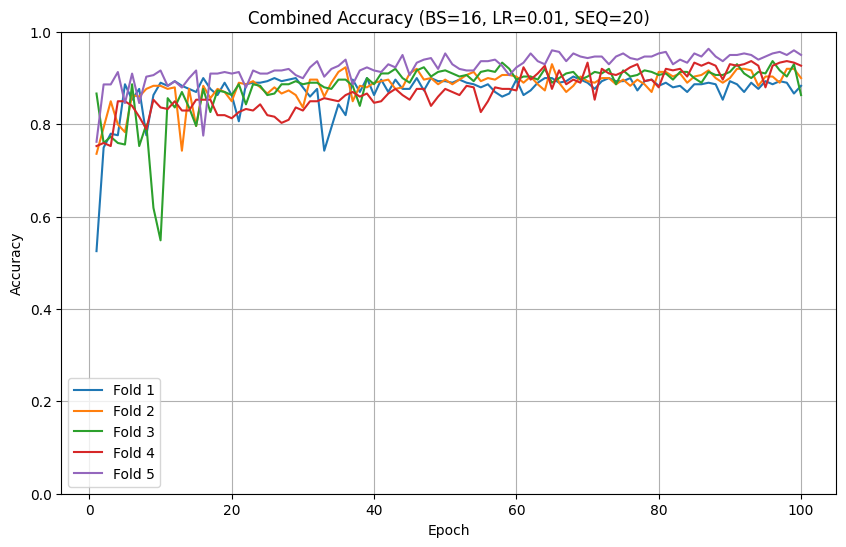 Combined Accuracy (BS=16, LR=0.01, SEQ=20)
1.0
0.8
0.6
0.4
0.2
0.0
Accuracy
Fold 1
Fold 2
Fold 3
Fold 4
Fold 5
0 20 40 60 80 100
Epoch